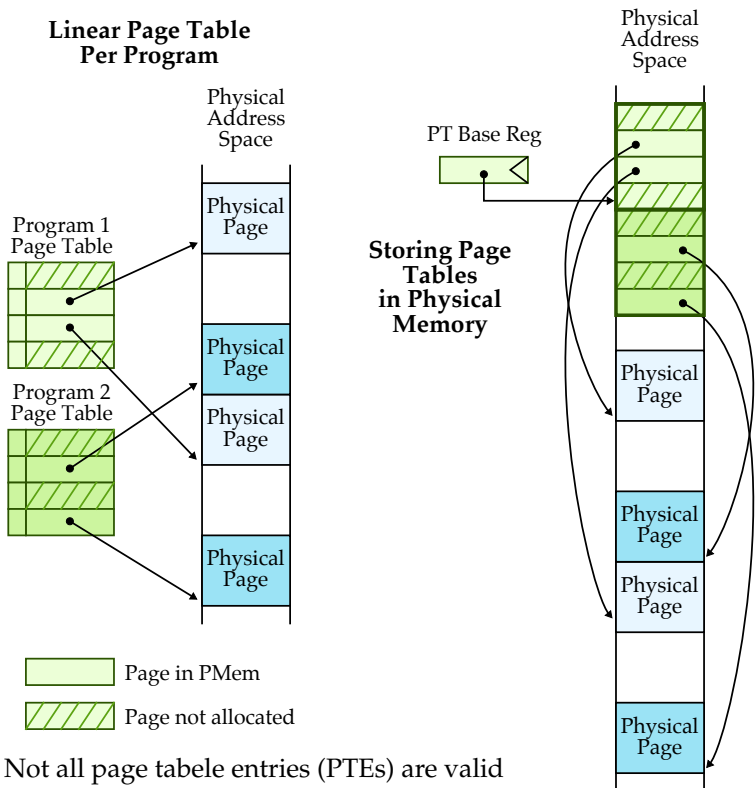 Linear Page Table
Per Program
Physical
Address
Space
Program 1
Page Table
Program 2
Page Table
Physical
Page
Physical
Page
Physical
Page
Physical
Page
Page in PMem
Page not allocated
Not all page tabele entries (PTEs) are valid
Physical
Address
Space
PT Base Reg
Storing Page
Tables
in Physical
Memory
Physical
Page
Physical
Page
Physical
Page
Physical
Page